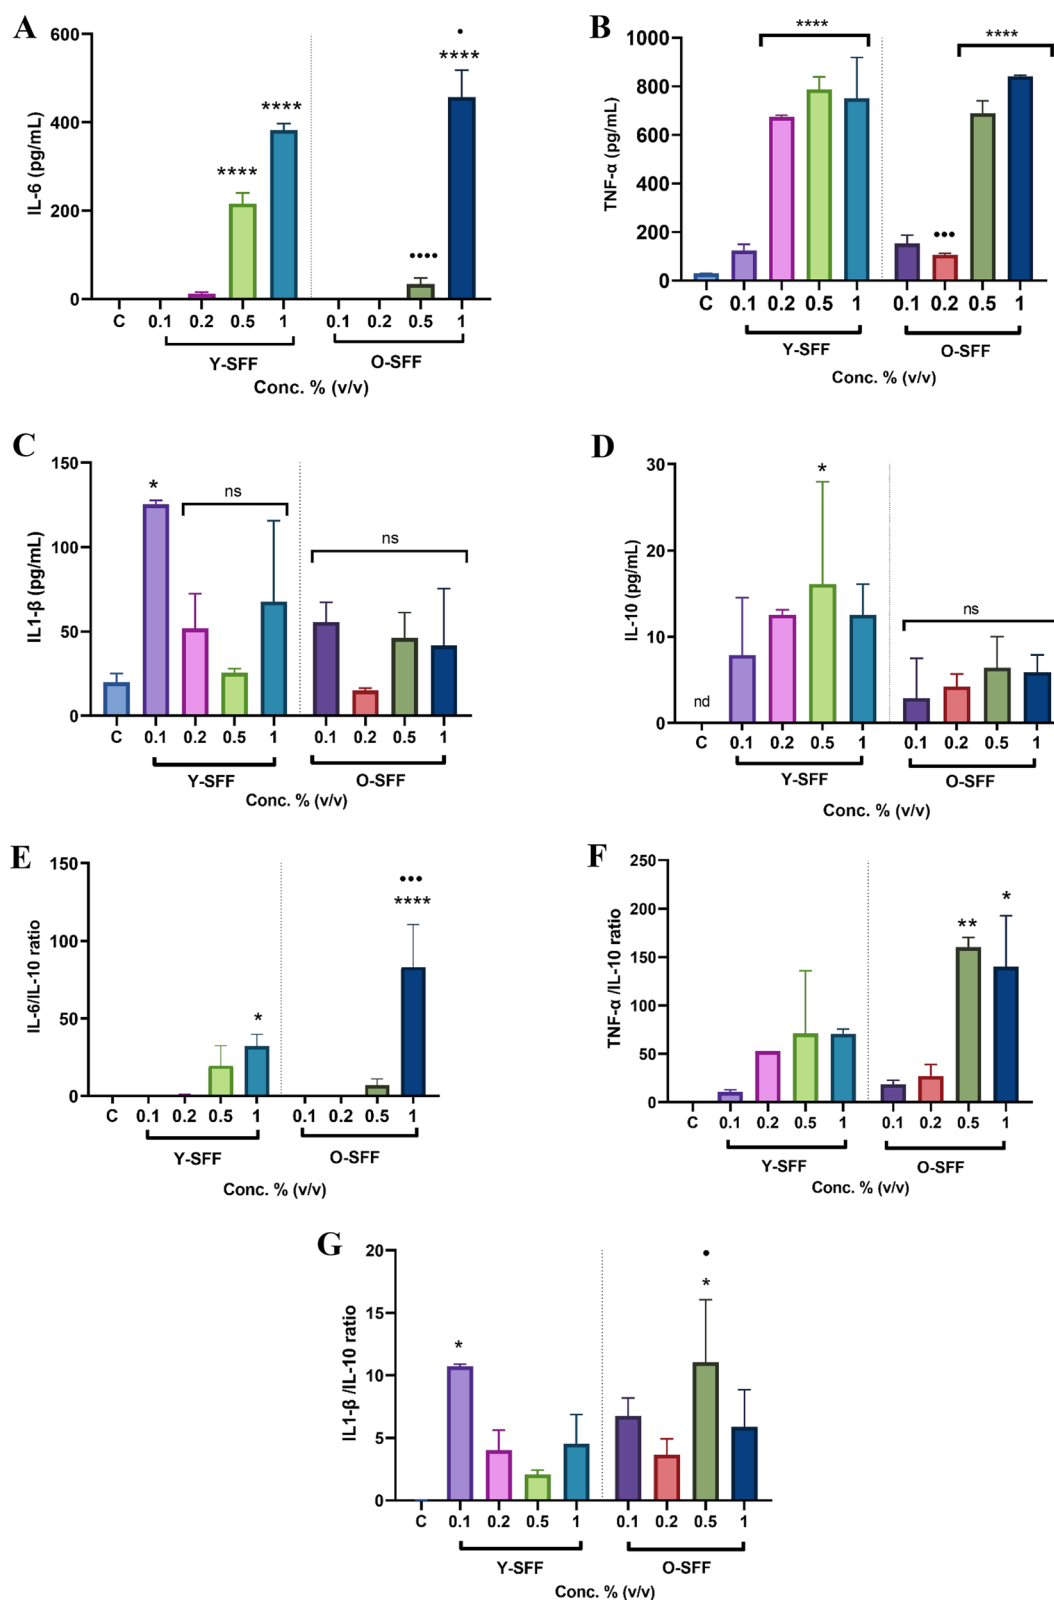 A
IL-6 (pg/mL)
600
400
200
0
****
****
••••
•
****
C 0.1 0.2 0.5 1 0.1 0.2 0.5 1
Y-SFF O-SFF
Conc. % (v/v)
B
TNF-α (pg/mL)
1000
800
600
400
200
0
****
•••
****
C 0.1 0.2 0.5 1 0.1 0.2 0.5 1
Y-SFF O-SFF
Conc. % (v/v)
C
IL1-β (pg/mL)
150
100
50
0
*
ns
ns
C 0.1 0.2 0.5 1 0.1 0.2 0.5 1
Y-SFF O-SFF
Conc. % (v/v)
D
IL-10 (pg/mL)
30
20
10
0
nd
*
ns
C 0.1 0.2 0.5 1 0.1 0.2 0.5 1
Y-SFF O-SFF
Conc. % (v/v)
E
IL-6/IL-10 ratio
150
100
50
0
*
•••
****
C 0.1 0.2 0.5 1 0.1 0.2 0.5 1
Y-SFF O-SFF
Conc. % (v/v)
F
TNF-α /IL-10 ratio
250
200
150
100
50
0
**
*
C 0.1 0.2 0.5 1 0.1 0.2 0.5 1
Y-SFF O-SFF
Conc. % (v/v)
G
IL1-β /IL-10 ratio
20
15
10
5
0
*
•
*
C 0.1 0.2 0.5 1 0.1 0.2 0.5 1
Y-SFF O-SFF
Conc. % (v/v)